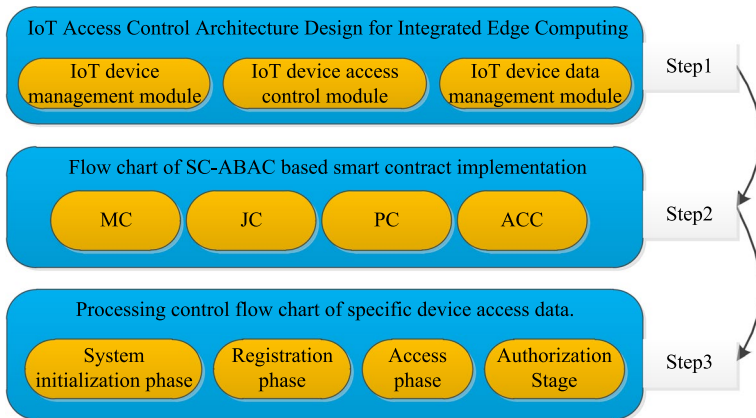 IoT Access Control Architecture Design for Integrated Edge Computing
IoT device
management module
IoT device access
control module
IoT device data
management module
Step1
Flow chart of SC-ABAC based smart contract implementation
MC
JC
PC
ACC
Step2
Processing control flow chart of specific device access data.
System
initialization phase
Registration
phase
Access
phase
Authorization
Stage
Step3